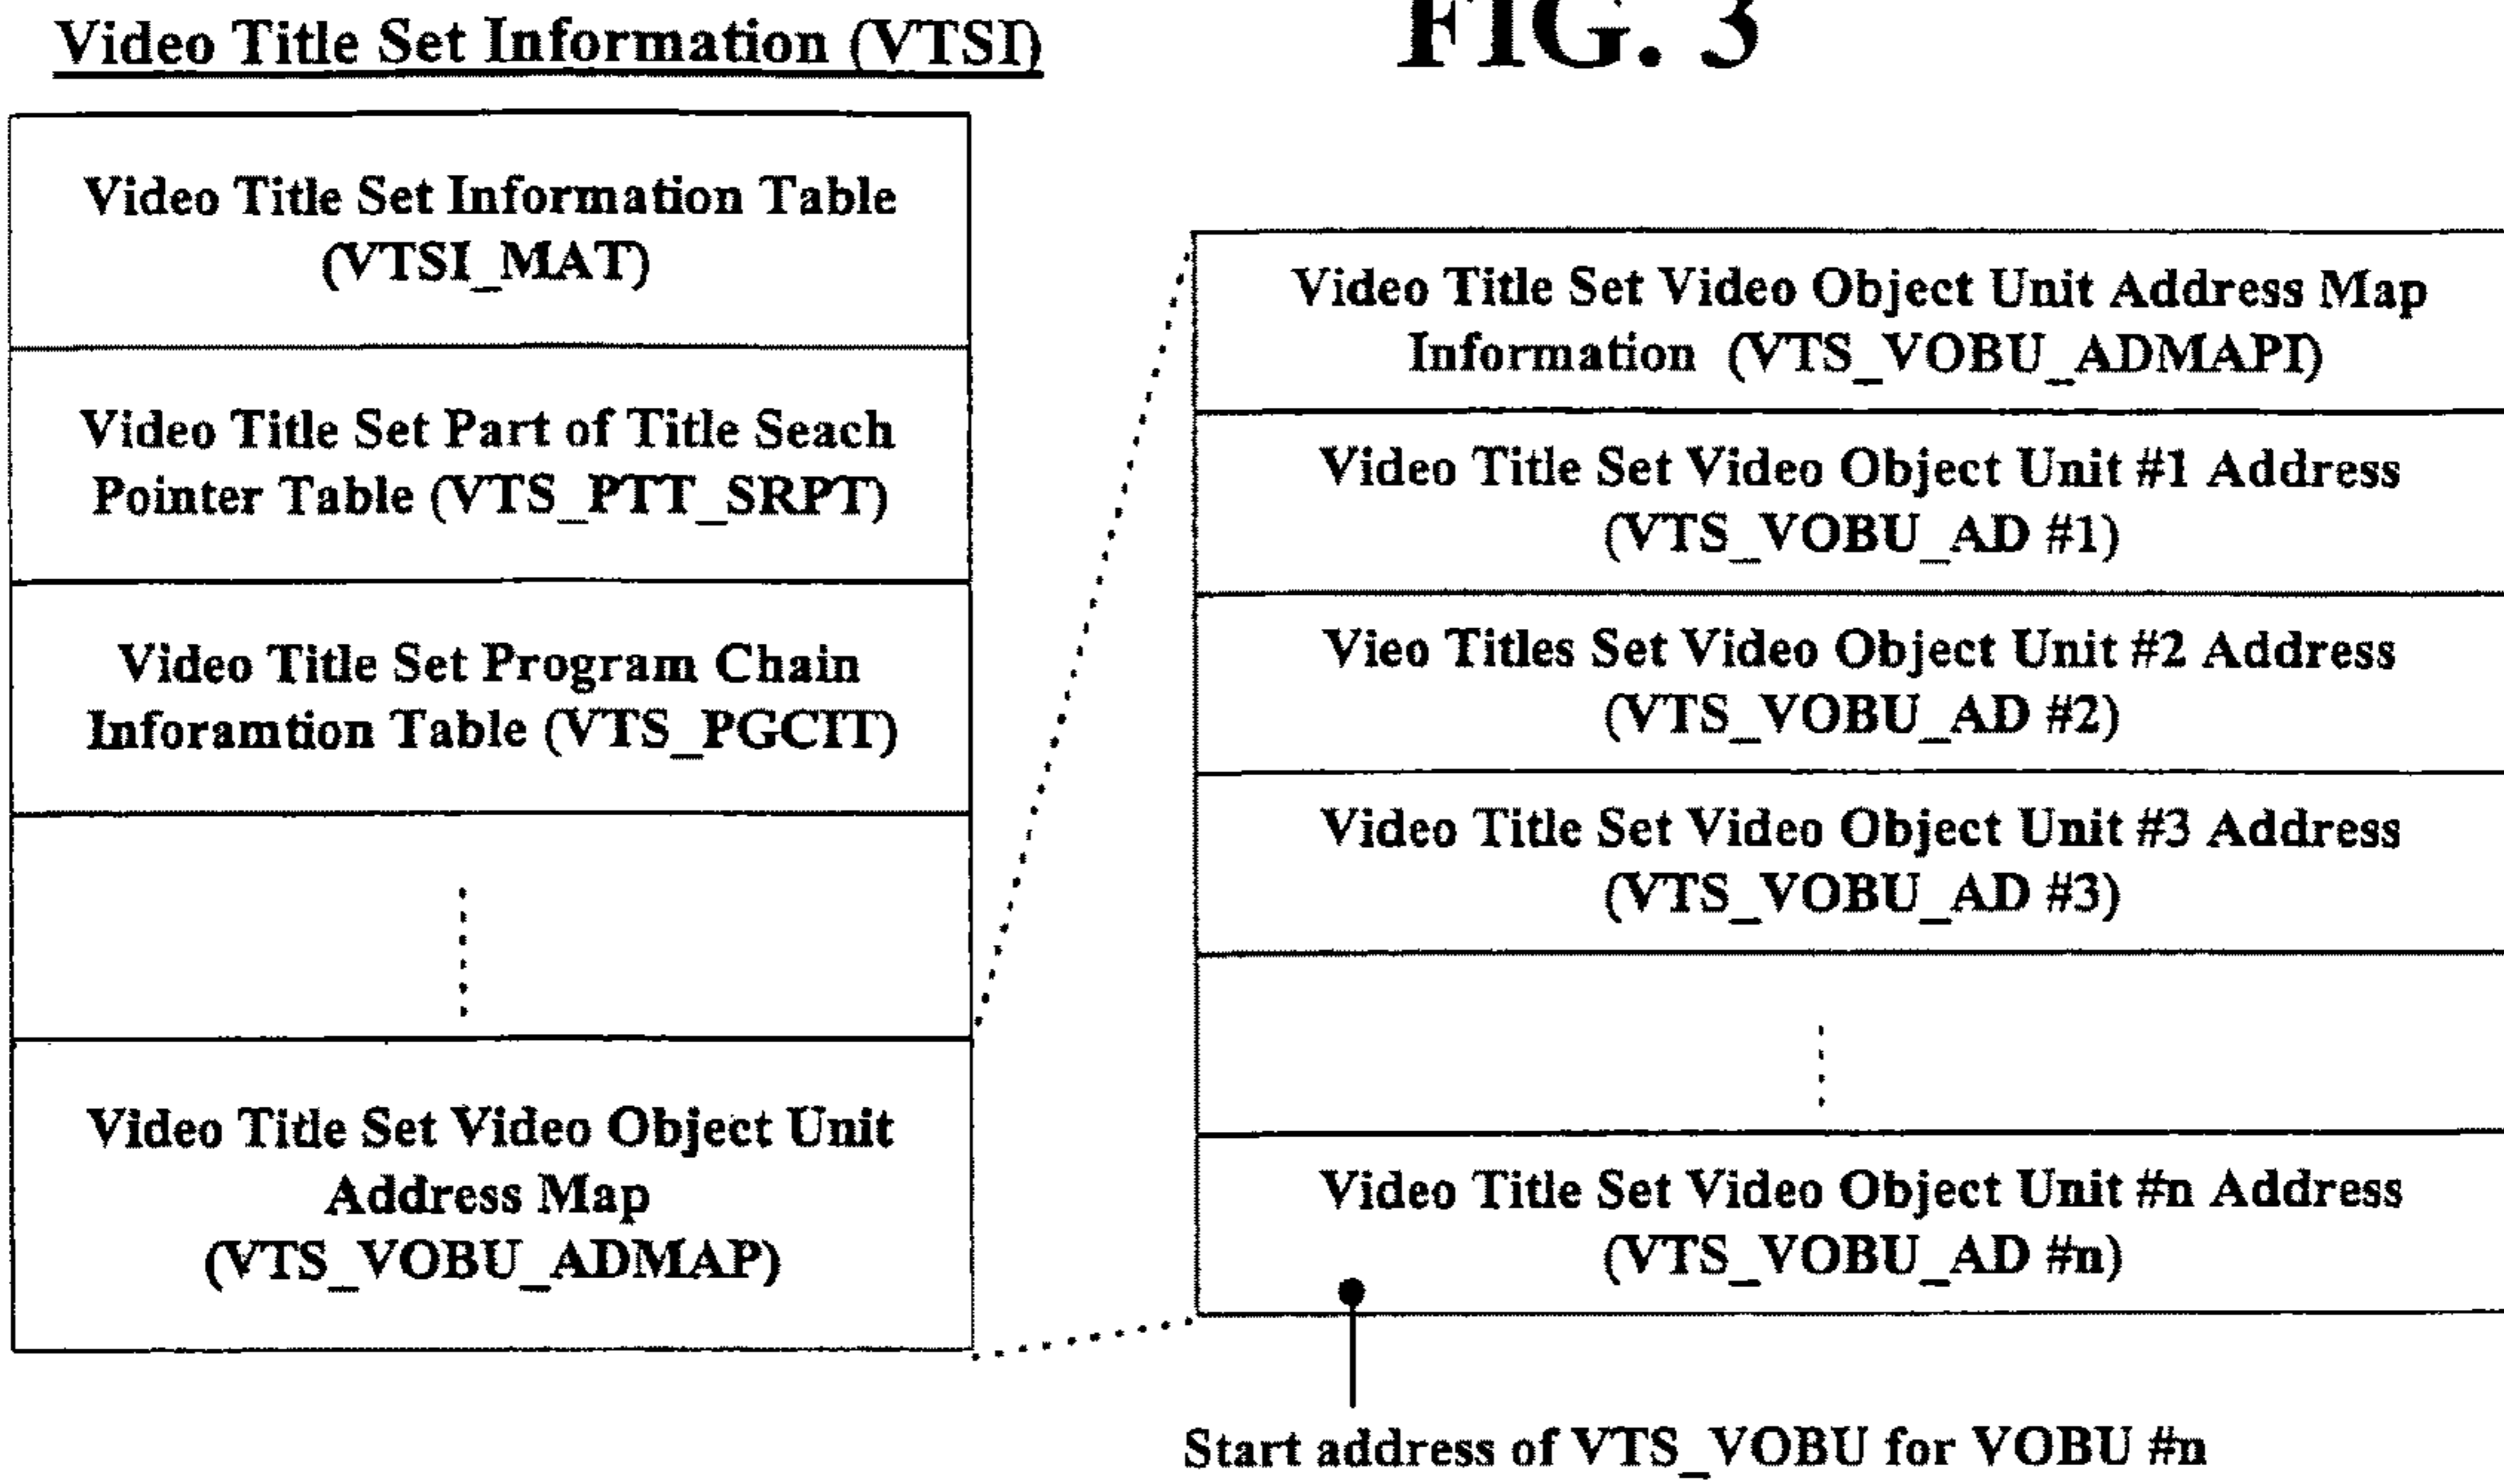 FIG. 3
Video Title Set Information (VTSI)
Video Title Set Information Table
(VTSI_MAT)
Video Title Set Part of Title Seach
Pointer Table (VTS_PTT_SRPT)
Video Title Set Program Chain
Inforamtion Table (VTS_PGCIT)
Video Title Set Video Object Unit
Address Map
(VTS_VOBU_ADMAP)
Video Title Set Video Object Unit Address Map
Information (VTS_VOBU_ADMAPI)
Video Title Set Video Object Unit #1 Address
(VTS_VOBU_AD #1)
Vieo Titles Set Video Object Unit #2 Address
(VTS_VOBU_AD #2)
Video Title Set Video Object Unit #3 Address
(VTS_VOBU_AD #3)
Video Title Set Video Object Unit #n Address
(VTS_VOBU_AD #n)
Start address of VTS_VOBU for VOBU #n